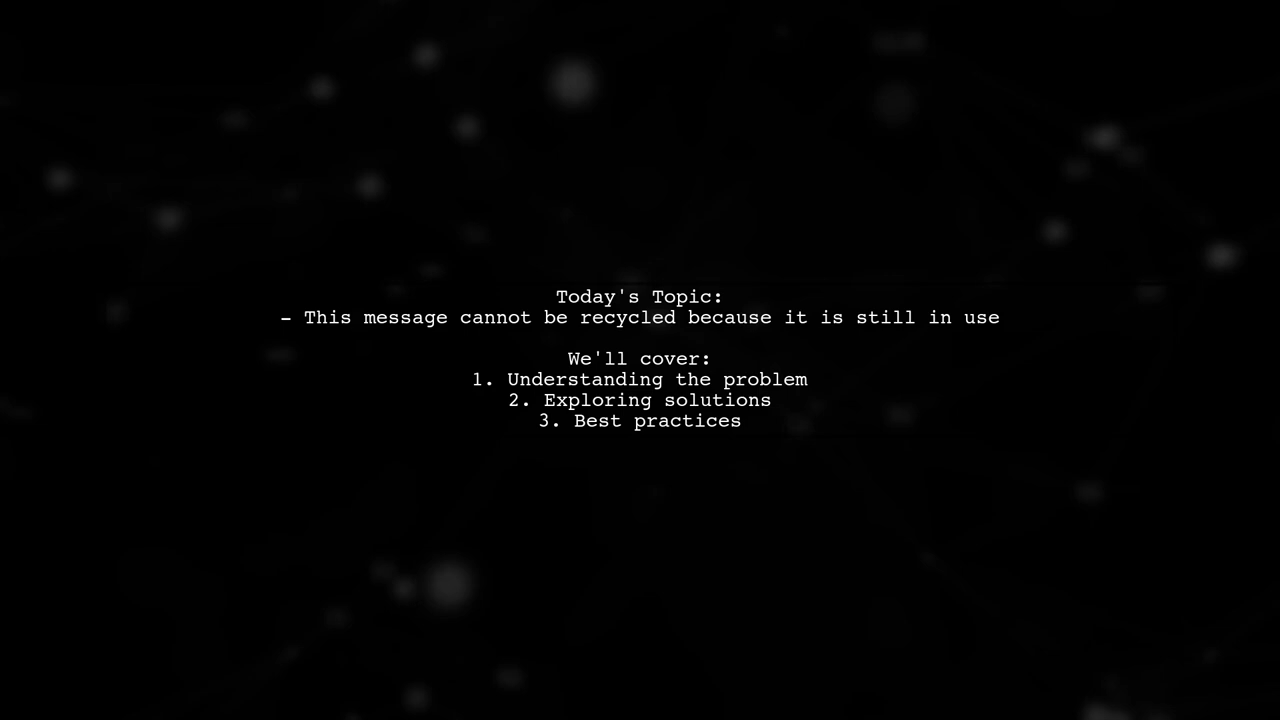 Today's Topic:
- This message cannot be recycled because it is still in use
We'll cover:
1. Understanding the problem
2. Exploring solutions
3. Best practices